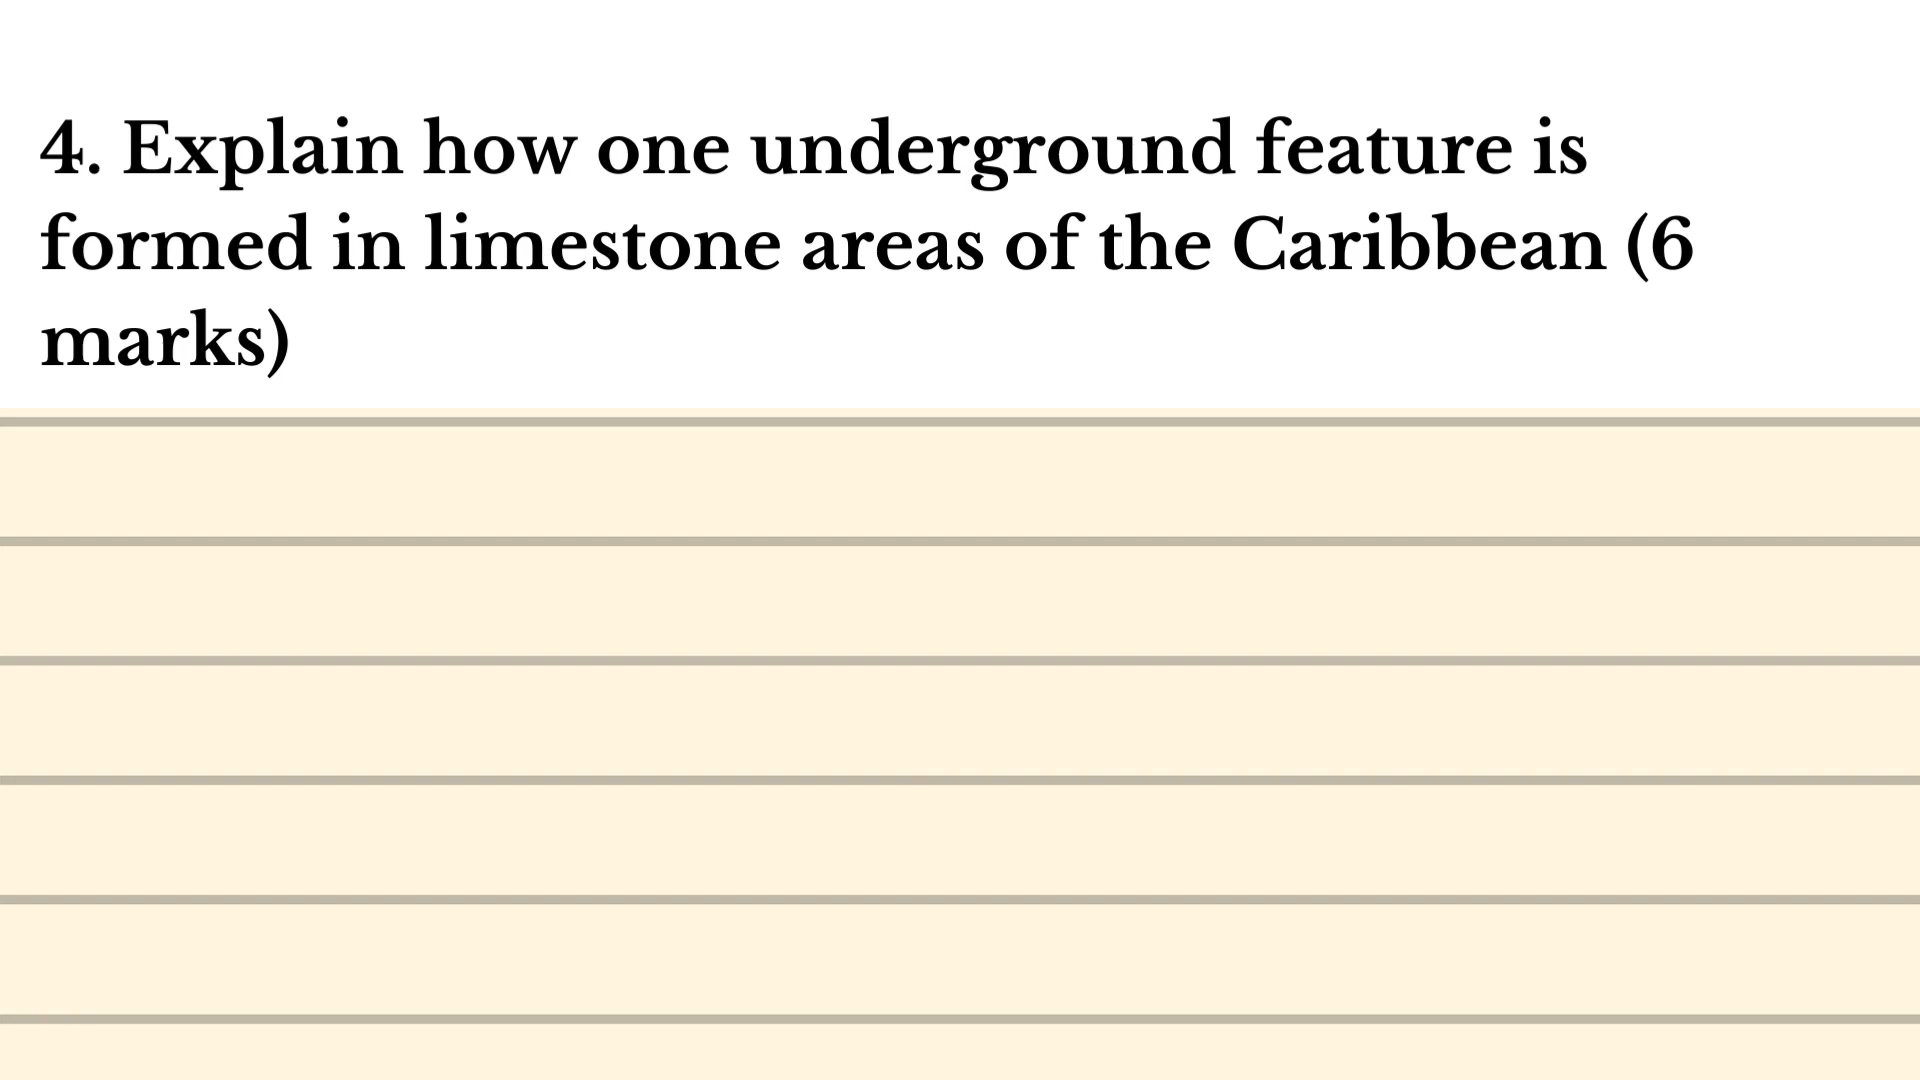 4. Explain how one underground feature is
formed in limestone areas of the Caribbean (6
marks)